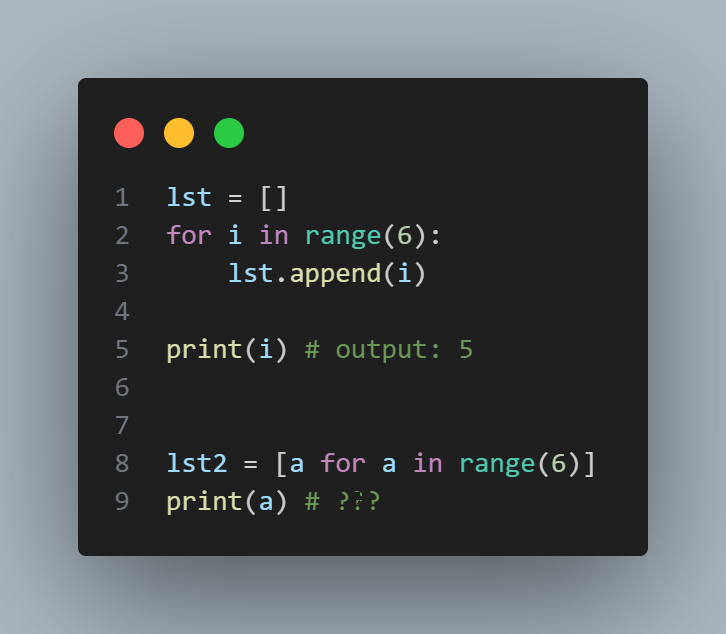 1 lst = []
2 for i in range(6):
3     lst.append(i)
4
5 print(i) # output: 5
6
7
8 lst2 = [a for a in range(6)]
9 print(a) # ???